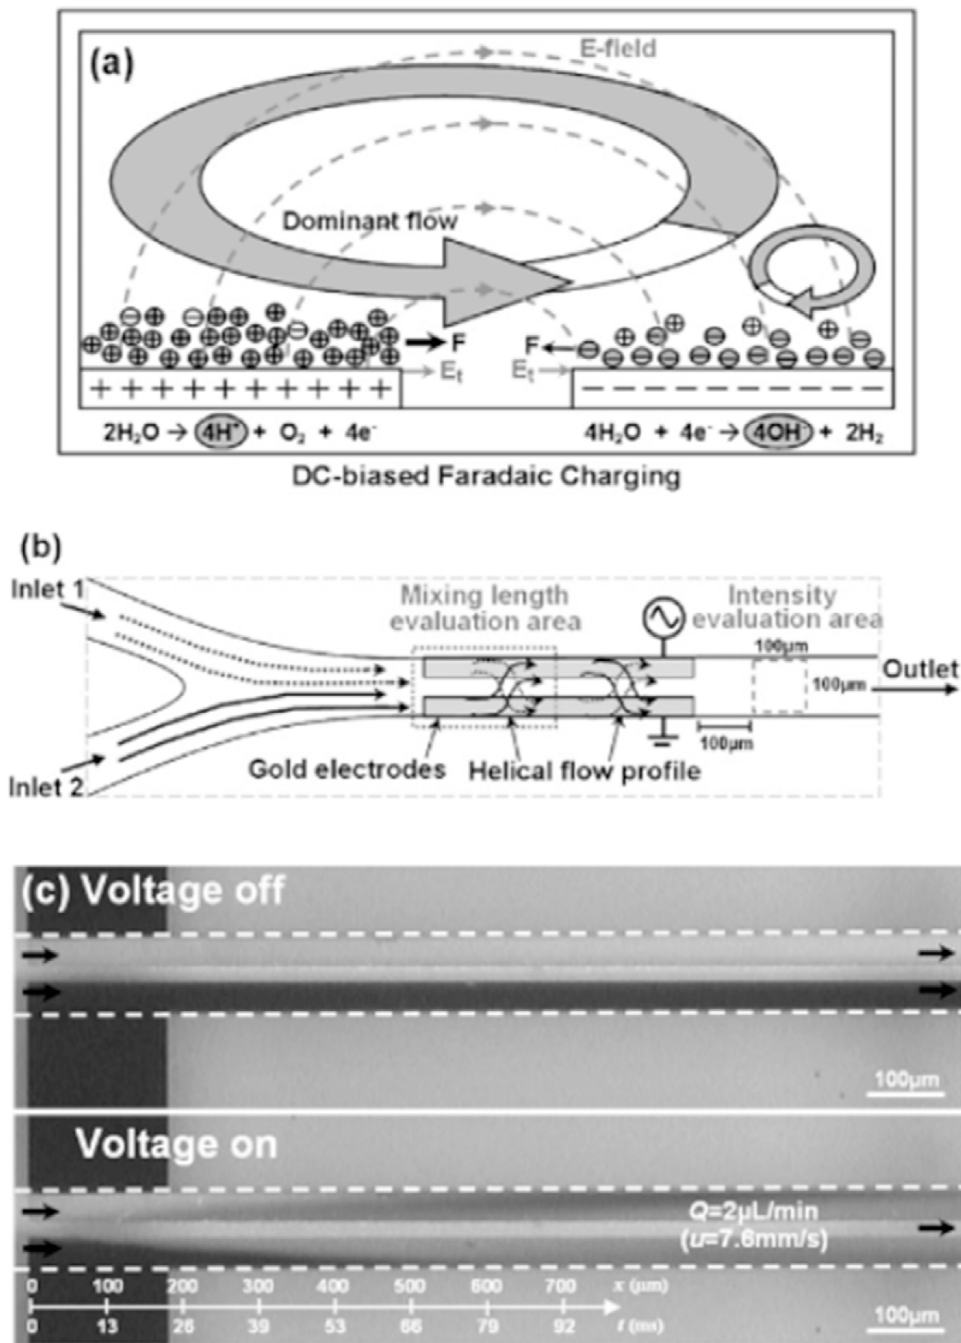 (a)
E-field
Dominant flow
F F
Eₜ Eₜ
+ + + + + + + + + − − − − − − − − − −
2H₂O → 4H⁺ + O₂ + 4e⁻ 4H₂O + 4e⁻ → 4OH⁻ + 2H₂
DC-biased Faradaic Charging
(b)
Inlet 1
Mixing length Intensity
evaluation area evaluation area
100μm
Outlet
100μm
100μm
Gold electrodes Helical flow profile
Inlet 2
(c) Voltage off
100μm
Voltage on
Q=2μL/min
(u=7.6mm/s)
0 100 200 300 400 500 600 700 x (μm)
0 13 26 39 53 66 79 92 t (ms)
100μm